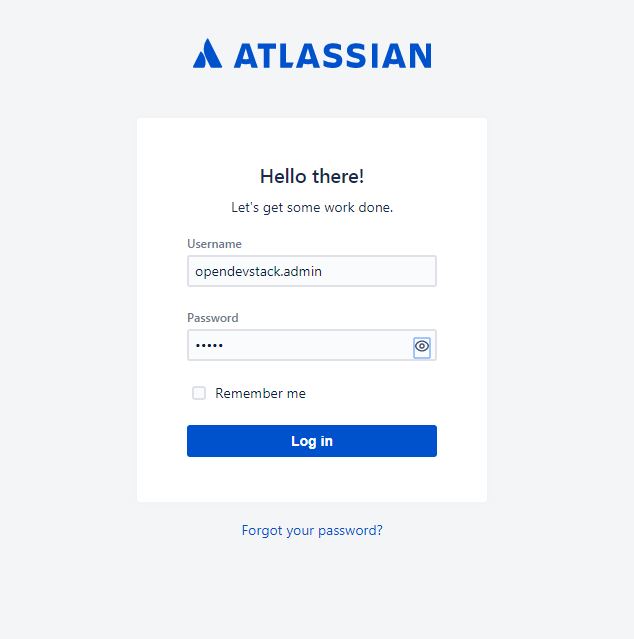 ATLASSIAN
Hello there!
Let's get some work done.
Username
opendevstack.admin
Password
•••••
Remember me
Log in
Forgot your password?